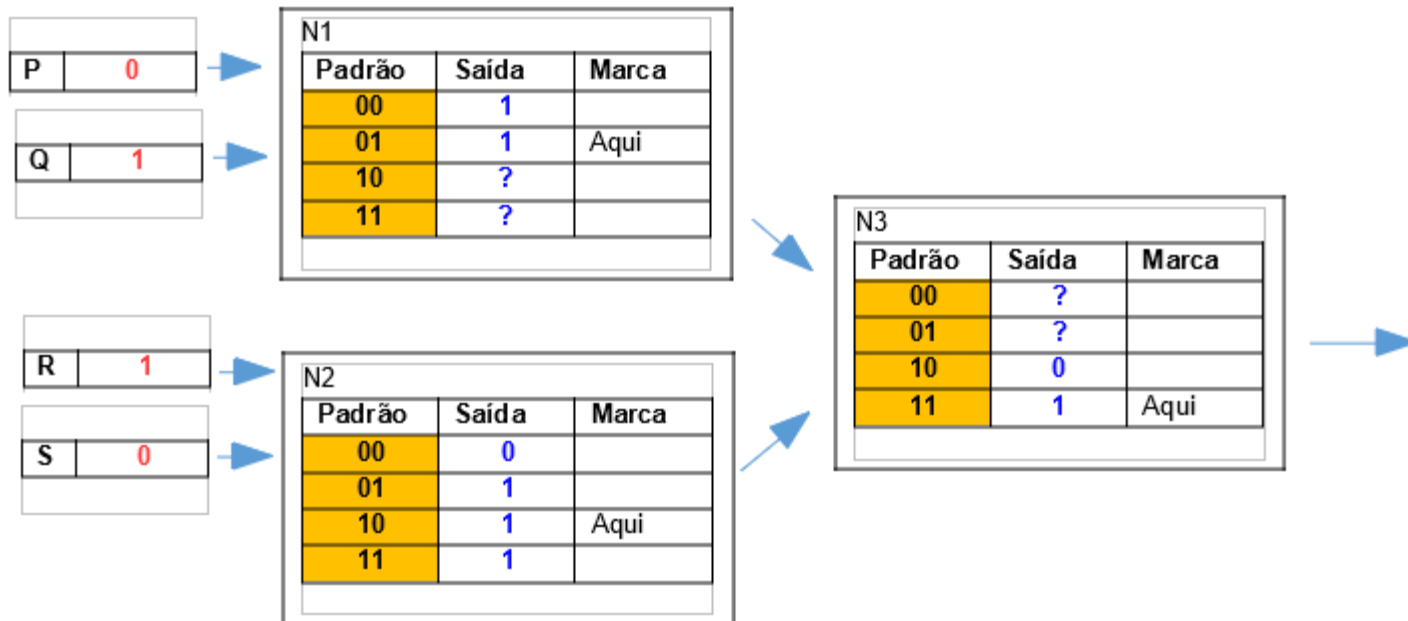 P 0
Q 1
N1
Padrão Saída Marca
00 1
01 1 Aqui
10 ?
11 ?
R 1
S 0
N2
Padrão Saída Marca
00 0
01 1
10 1 Aqui
11 1
N3
Padrão Saída Marca
00 ?
01 ?
10 0
11 1 Aqui